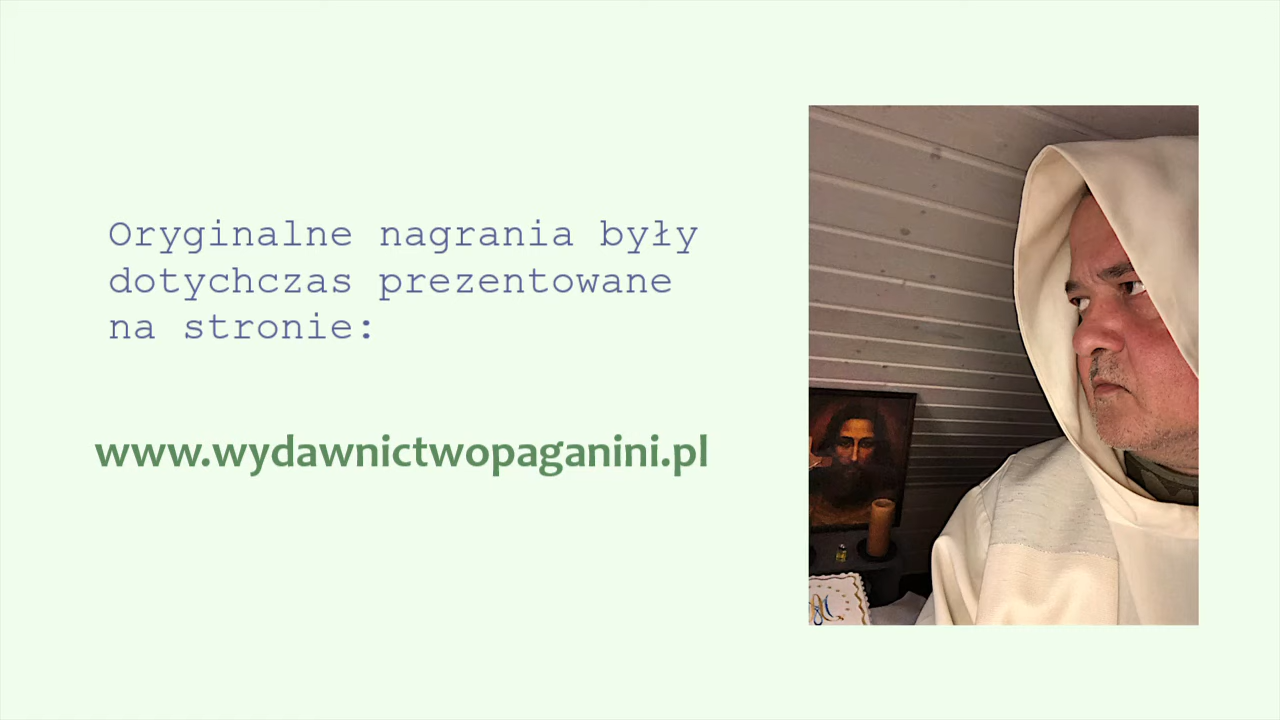 Oryginalne nagrania były
dotychczas prezentowane
na stronie:
www.wydawnictwopaganini.pl